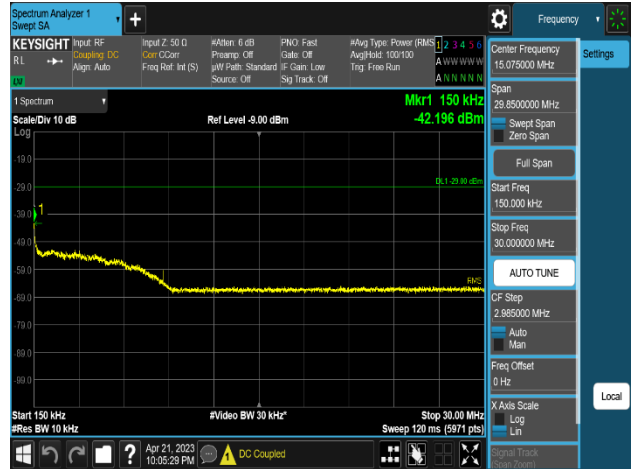 Spectrum Analyzer 1
Swept SA
Frequency
KEYSIGHT
RL
LW
Input: RF
Coupling: DC
Align: Auto
Input Z: 50 Ω
Corr CCorr
Freq Ref: Int (S)
#Atten: 6 dB
Preamp: Off
µW Path: Standard
Source: Off
PNO: Fast
Gate: Off
IF Gain: Low
Sig Track: Off
#Avg Type: Power (RMS)
Avg|Hold: 100/100
Trig: Free Run
1 2 3 4 5 6
A W W W W W
A N N N N N
1 Spectrum
Scale/Div 10 dB
Ref Level -9.00 dBm
Mkr1 150 kHz
-42.196 dBm
Log
-19.0
-29.0
-39.0
-49.0
-59.0
-69.0
-79.0
-89.0
-99.0
DL1 -29.00 dBm
1
RMS
Start 150 kHz
#Video BW 30 kHz*
Stop 30.00 MHz
#Res BW 10 kHz
Sweep 120 ms (5971 pts)
Apr 21, 2023
10:05:29 PM
DC Coupled
Center Frequency
15.075000 MHz
Settings
Span
29.8500000 MHz
Swept Span
Zero Span
Full Span
Start Freq
150.000 kHz
Stop Freq
30.000000 MHz
AUTO TUNE
CF Step
2.985000 MHz
Auto
Man
Freq Offset
0 Hz
X Axis Scale
Log
Lin
Local
Signal Track
(Span Zoom)